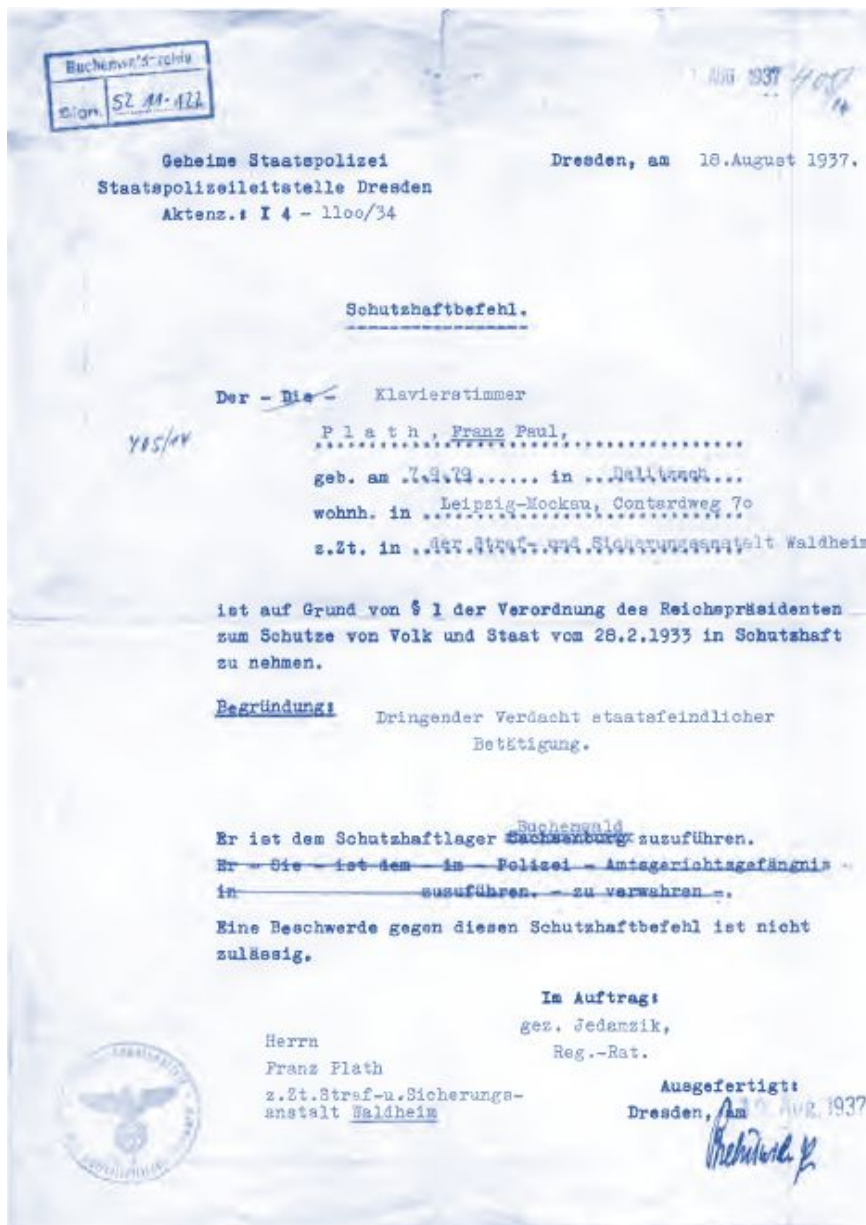 Buchenwald-Archiv
Sign. 52 11-122
AUG 1937
Geheime Staatspolizei
Dresden, am 18.August 1937.
Staatspolizeileitstelle Dresden
Aktenz.: I 4 - 11oo/34
Schutzhaftbefehl.
Der - Die - Klavierstimmer
P l a t h , Franz Paul,
405/14
geb. am 7.9.79...... in ...Delitzsch...
wohnh. in Leipzig-Mockau, Contardweg 7o
z.Zt. in der Straf- und Sicherungsanstalt Waldheim
ist auf Grund von § 1 der Verordnung des Reichspräsidenten
zum Schutze von Volk und Staat vom 28.2.1933 in Schutzhaft
zu nehmen.
Begründung:
Dringender Verdacht staatsfeindlicher
Betätigung.
Buchenwald
Er ist dem Schutzhaftlager Sachsenburg zuzuführen.
Er - Sie - ist dem - im - Polizei - Amtsgerichtsgefängnis -
in zuzuführen. - zu verwahren -.
Eine Beschwerde gegen diesen Schutzhaftbefehl ist nicht
zulässig.
Im Auftrag:
gez. Jedamzik,
Reg.-Rat.
Herrn
Franz Plath
z.Zt.Straf-u.Sicherungs-
anstalt Waldheim
Ausgefertigt:
Dresden, am Aug. 1937